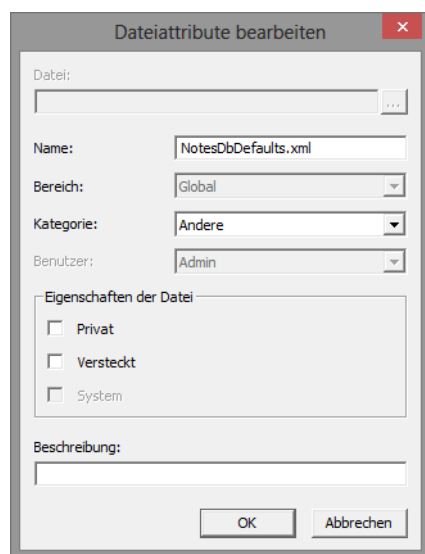 Dateiattribute bearbeiten
Datei:
...
Name: NotesDbDefaults.xml
Bereich: Global
Kategorie: Andere
Benutzer: Admin
Eigenschaften der Datei
Privat
Versteckt
System
Beschreibung:
OK Abbrechen